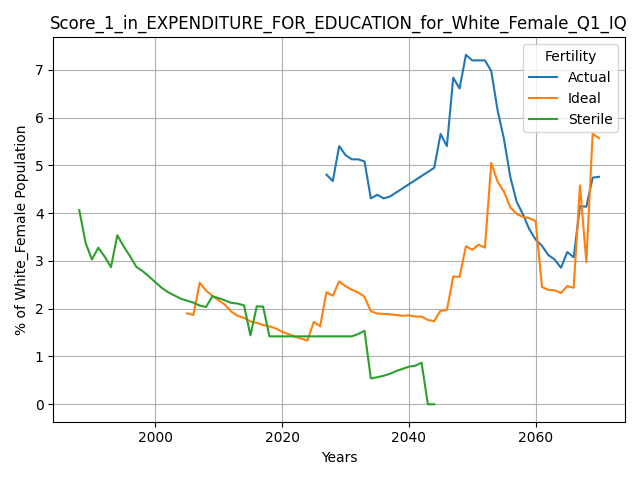 Score_1_in_EXPENDITURE_FOR_EDUCATION_for_White_Female_Q1_IQ
Fertility
Actual
Ideal
Sterile
% of White_Female Population
7
6
5
4
3
2
1
0
2000
2020
2040
2060
Years